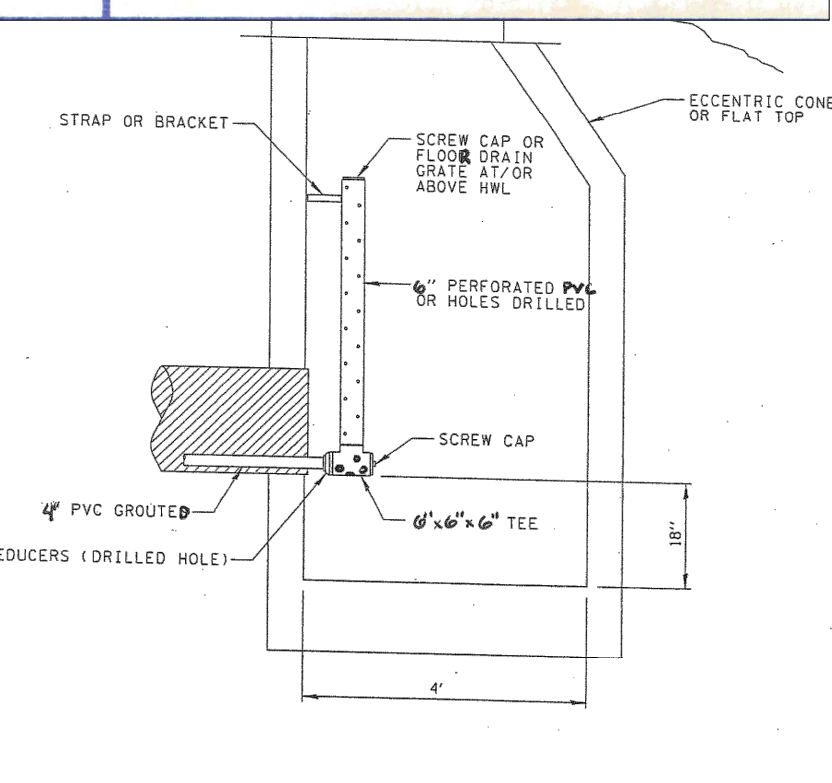 STRAP OR BRACKET
SCREW CAP OR
FLOOR DRAIN
GRATE AT/OR
ABOVE HWL
ECCENTRIC CONE
OR FLAT TOP
6" PERFORATED PVC
OR HOLES DRILLED
SCREW CAP
4" PVC GROUTED
6"x6"x6" TEE
EDUCERS (DRILLED HOLE)
18"
4'